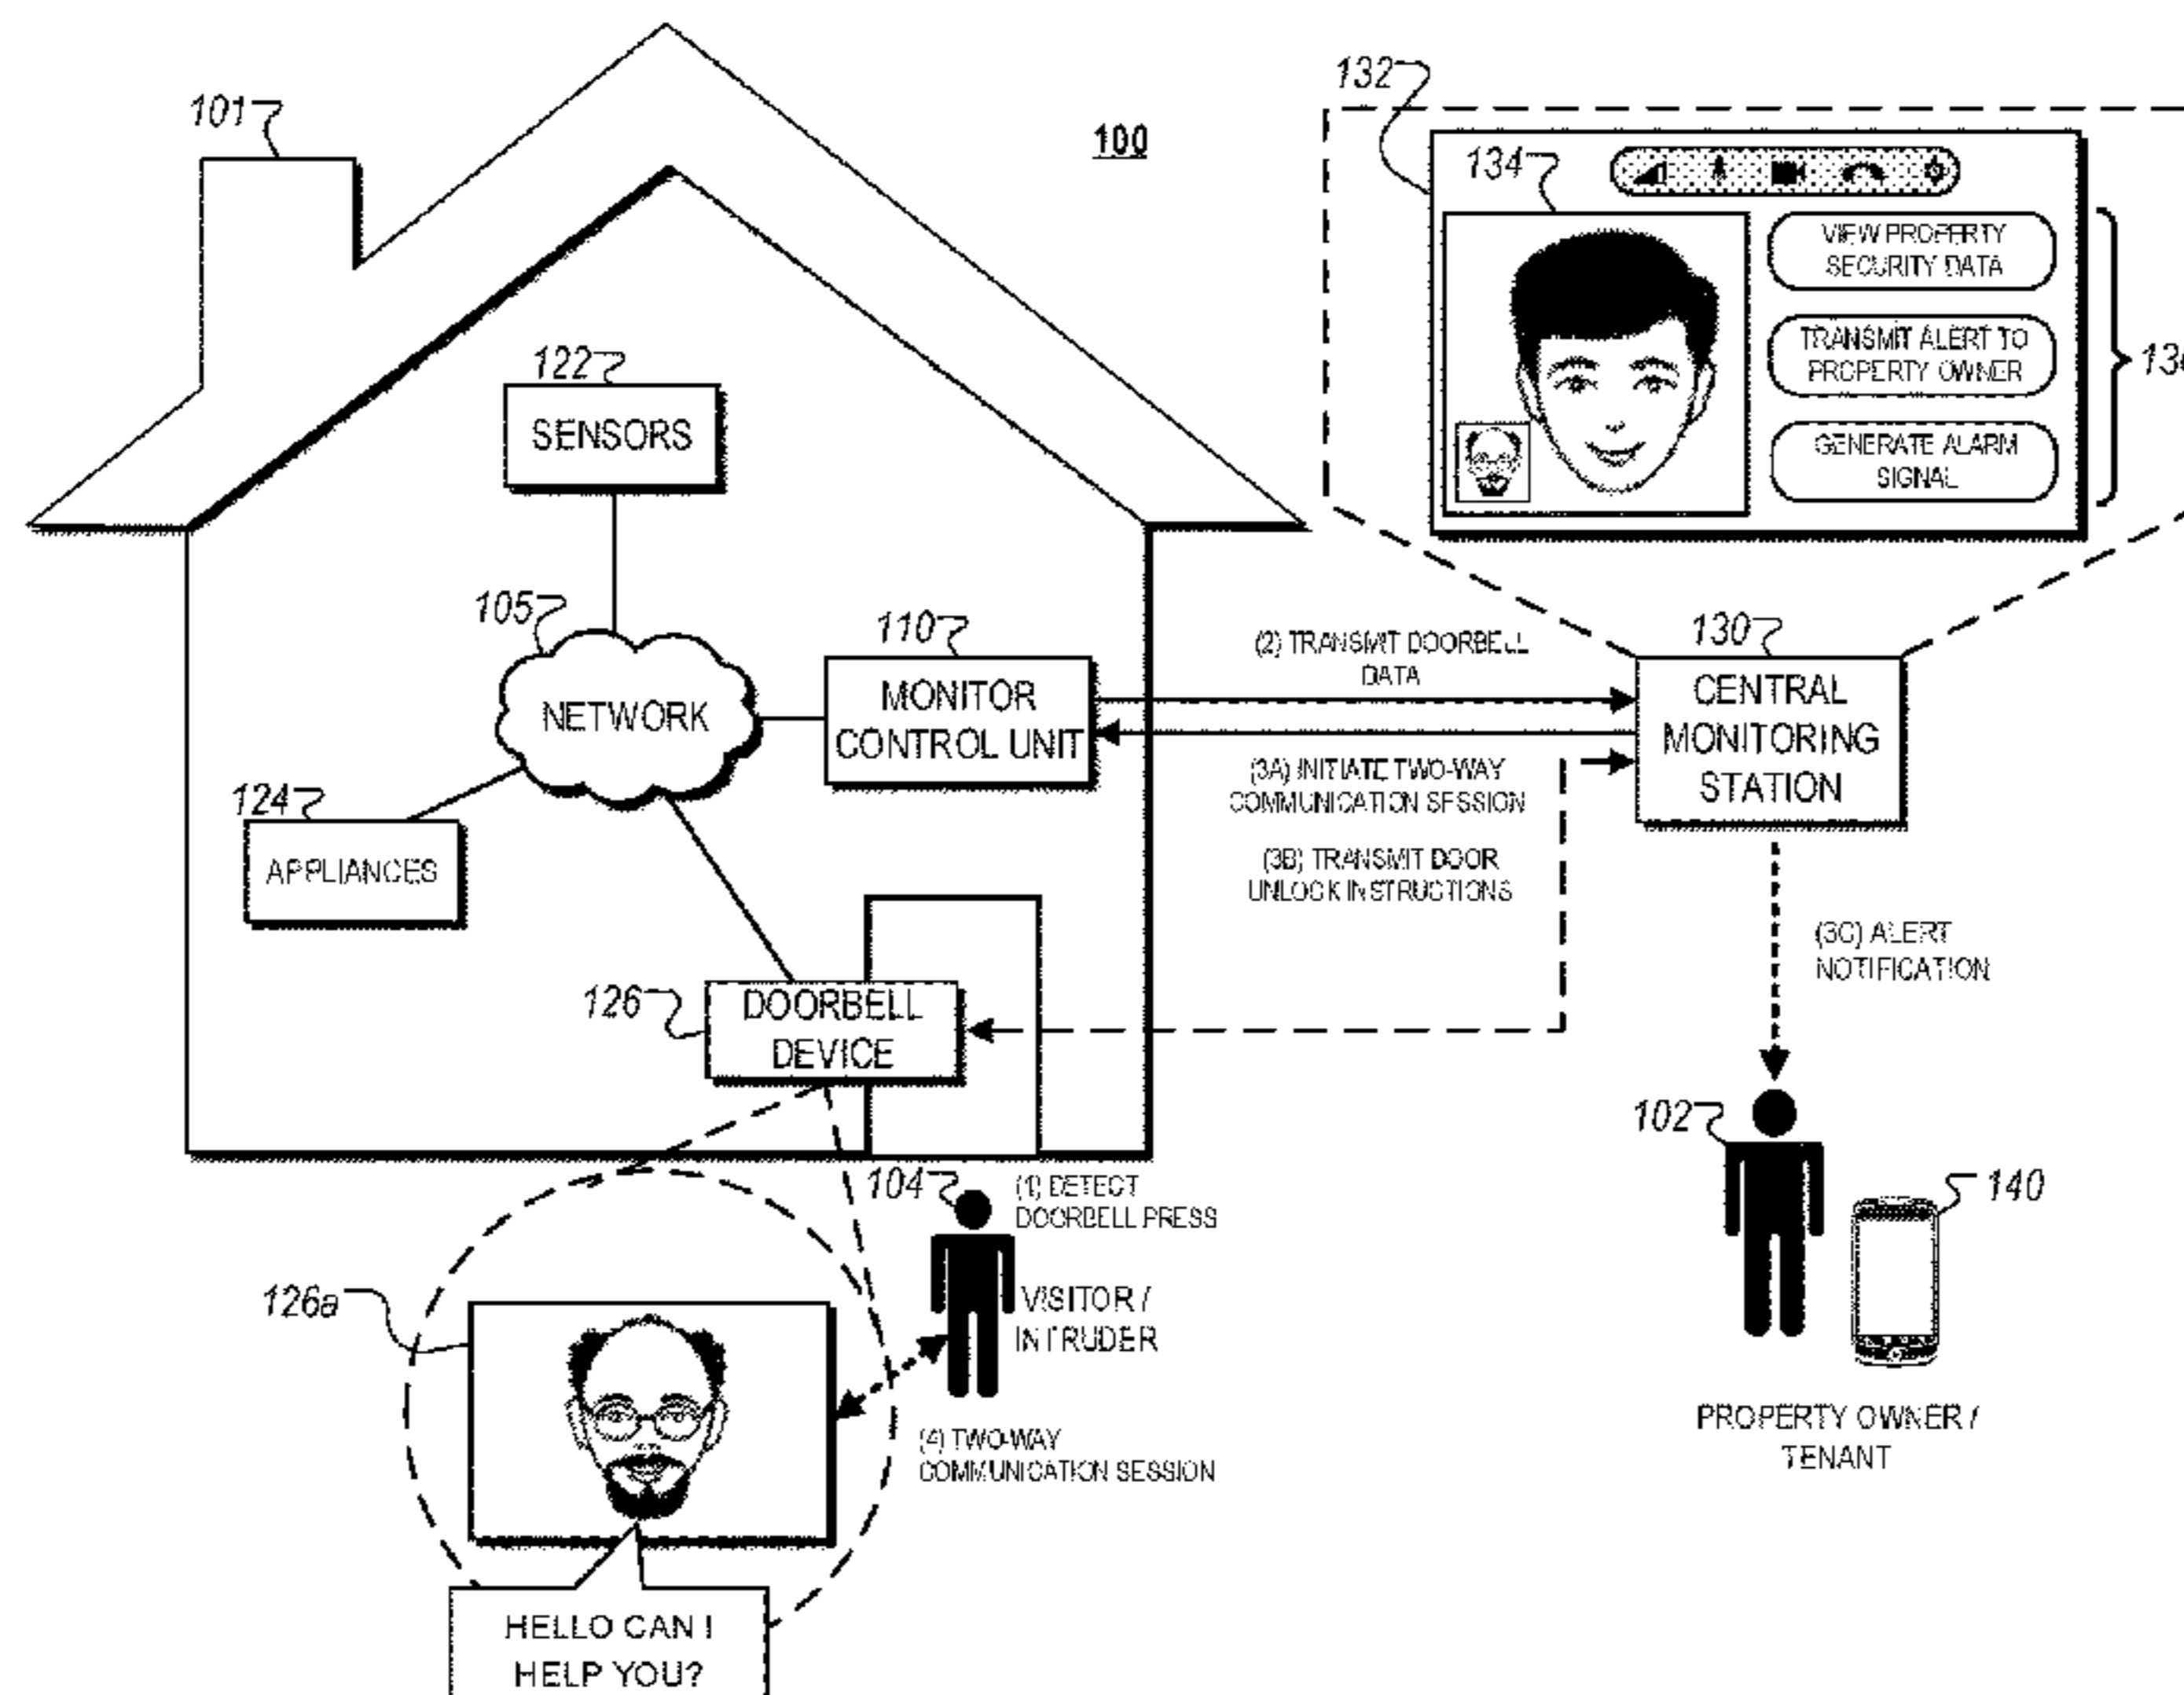 101
100
132
134
VIEW PROPERTY
SECURITY DATA
TRANSMIT ALERT TO
PROPERTY OWNER
GENERATE ALARM
SIGNAL
122
SENSORS
105
NETWORK
110
MONITOR
CONTROL UNIT
(2) TRANSMIT DOORBELL
DATA
130
CENTRAL
MONITORING
STATION
(3A) INITIATE TWO-WAY
COMMUNICATION SESSION
(3B) TRANSMIT DOOR
UNLOCK INSTRUCTIONS
124
APPLIANCES
126
DOORBELL
DEVICE
(3C) ALERT
NOTIFICATION
102
140
PROPERTY OWNER /
TENANT
104
(1) DETECT
DOORBELL PRESS
VISITOR /
INTRUDER
126a
(4) TWO-WAY
COMMUNICATION SESSION
HELLO CAN I
HELP YOU?